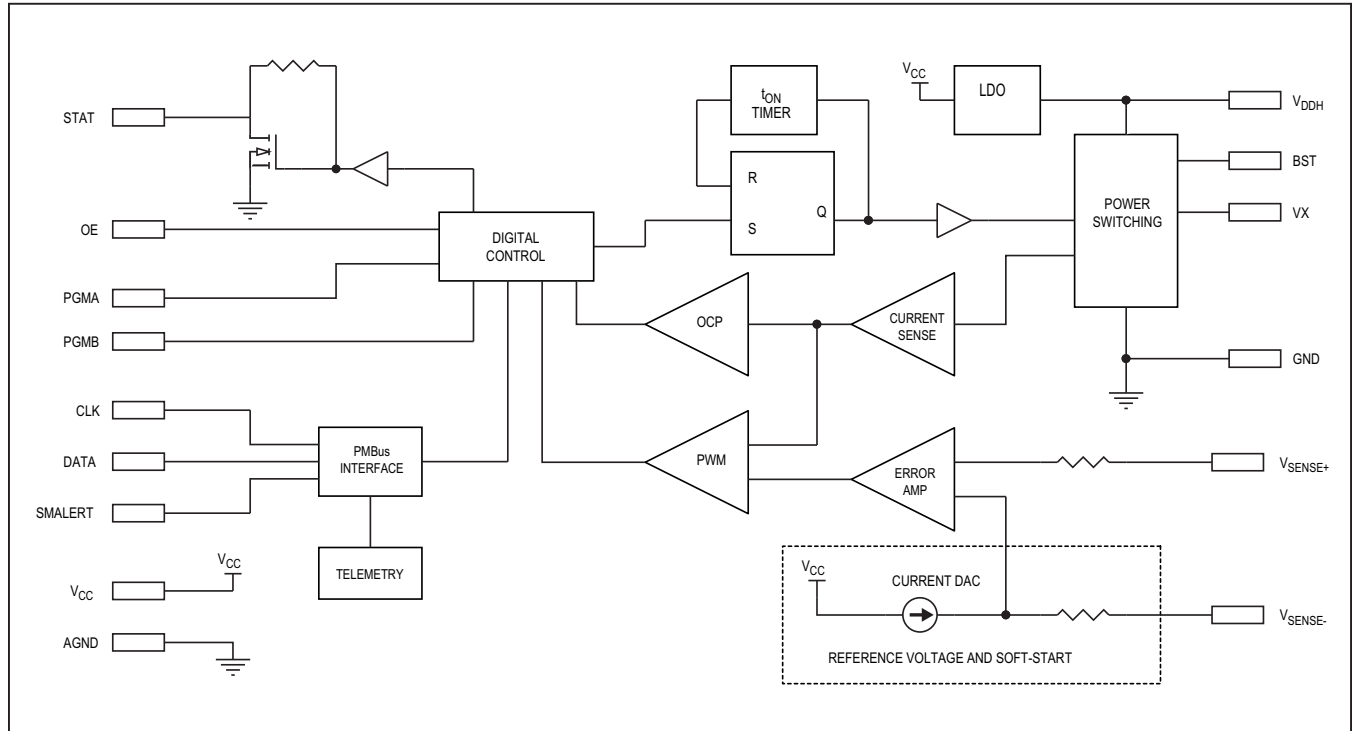 STAT
OE
PGMA
PGMB
CLK
DATA
SMALERT
VCC
VCC
AGND
DIGITAL
CONTROL
PMBus
INTERFACE
TELEMETRY
tON
TIMER
R
S
Q
OCP
CURRENT
SENSE
PWM
ERROR
AMP
VCC
CURRENT DAC
REFERENCE VOLTAGE AND SOFT-START
VCC
LDO
POWER
SWITCHING
VDDH
BST
VX
GND
VSENSE+
VSENSE-